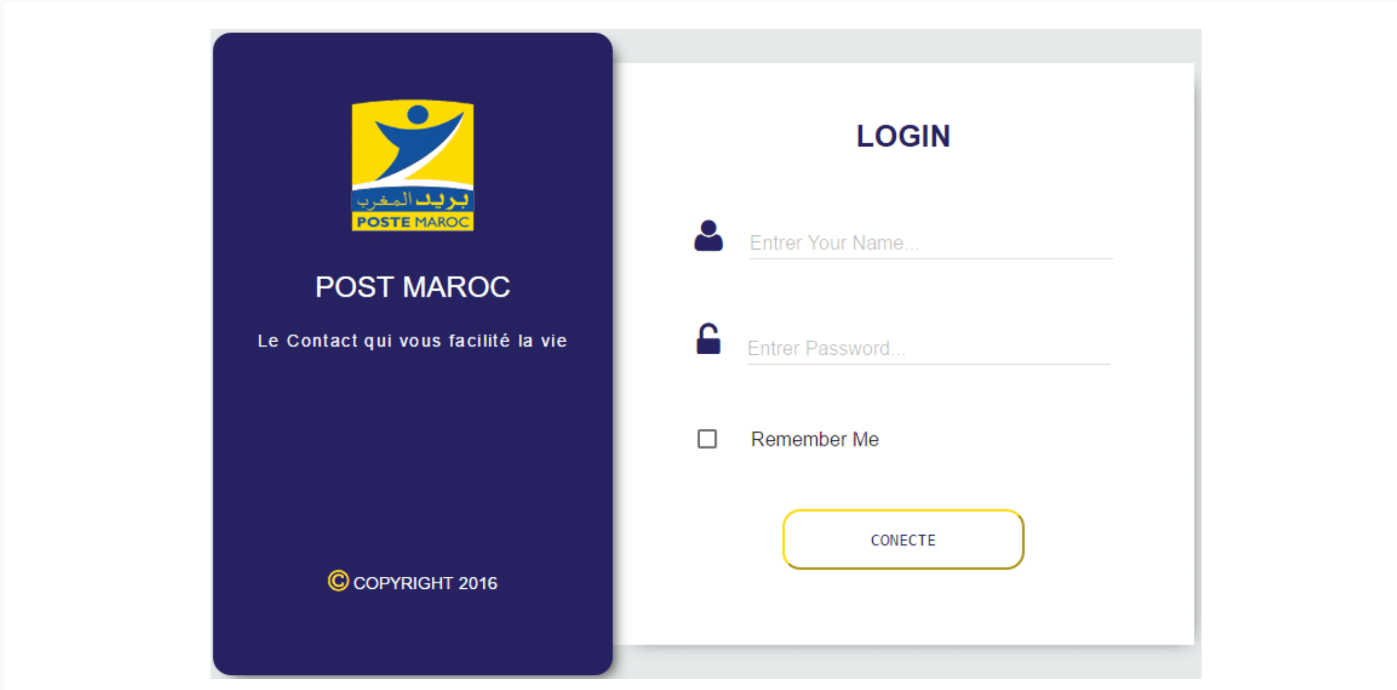 بريد المغرب
POSTE MAROC
POST MAROC
Le Contact qui vous facilité la vie
© COPYRIGHT 2016
LOGIN
Entrer Your Name...
Entrer Password...
Remember Me
CONECTE